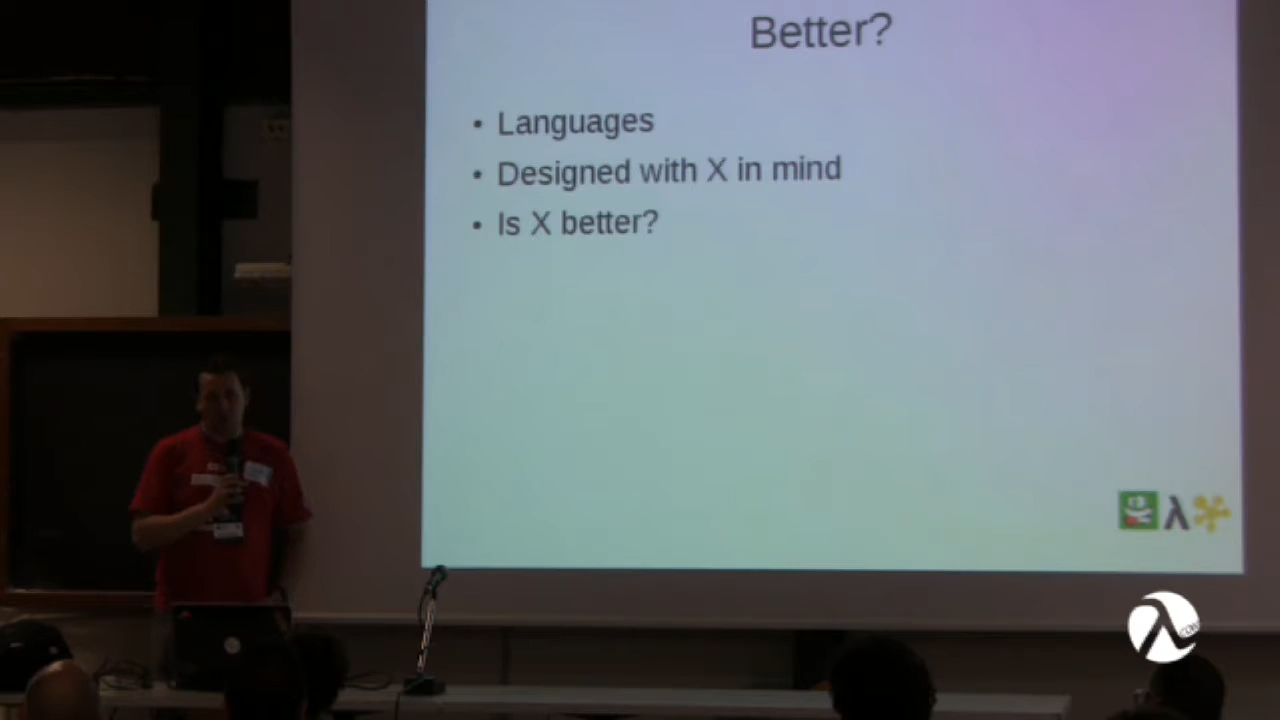 Better?
• Languages
• Designed with X in mind
• Is X better?
λ
λ